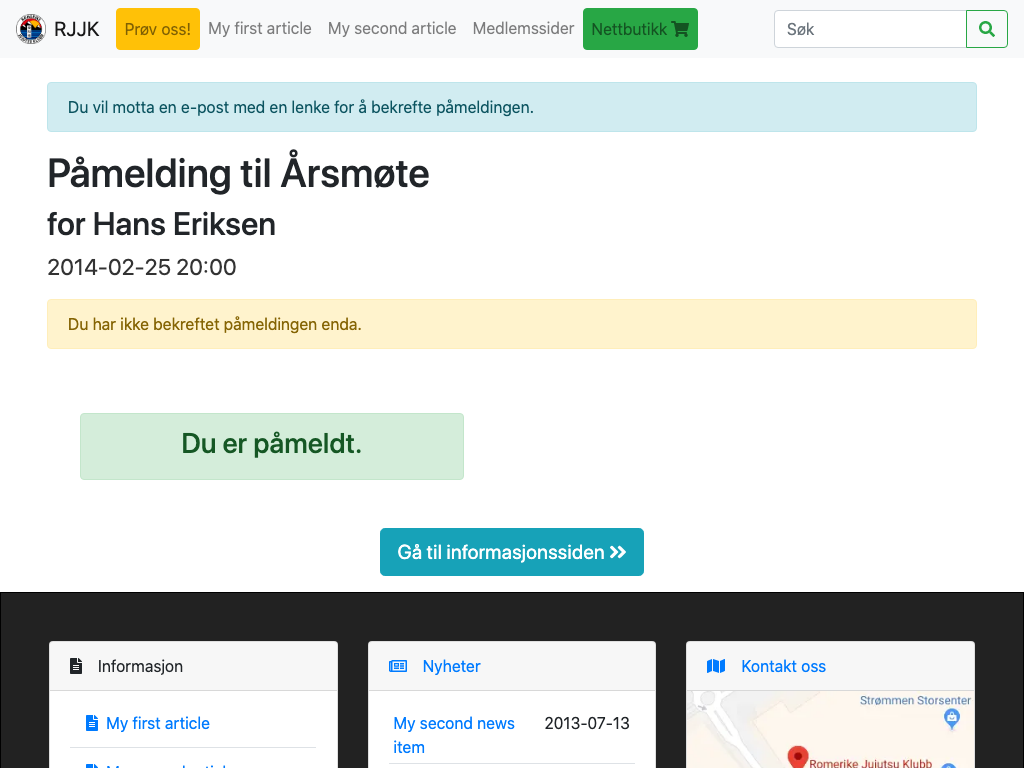 RJJK
Prøv oss!
My first article
My second article
Medlemssider
Nettbutikk
Søk
Du vil motta en e-post med en lenke for å bekrefte påmeldingen.
Påmelding til Årsmøte
for Hans Eriksen
2014-02-25 20:00
Du har ikke bekreftet påmeldingen enda.
Du er påmeldt.
Gå til informasjonssiden
Informasjon
My first article
Nyheter
My second news
item
2013-07-13
Kontakt oss
Strømmen Storsenter
Romerike Jujutsu Klubb